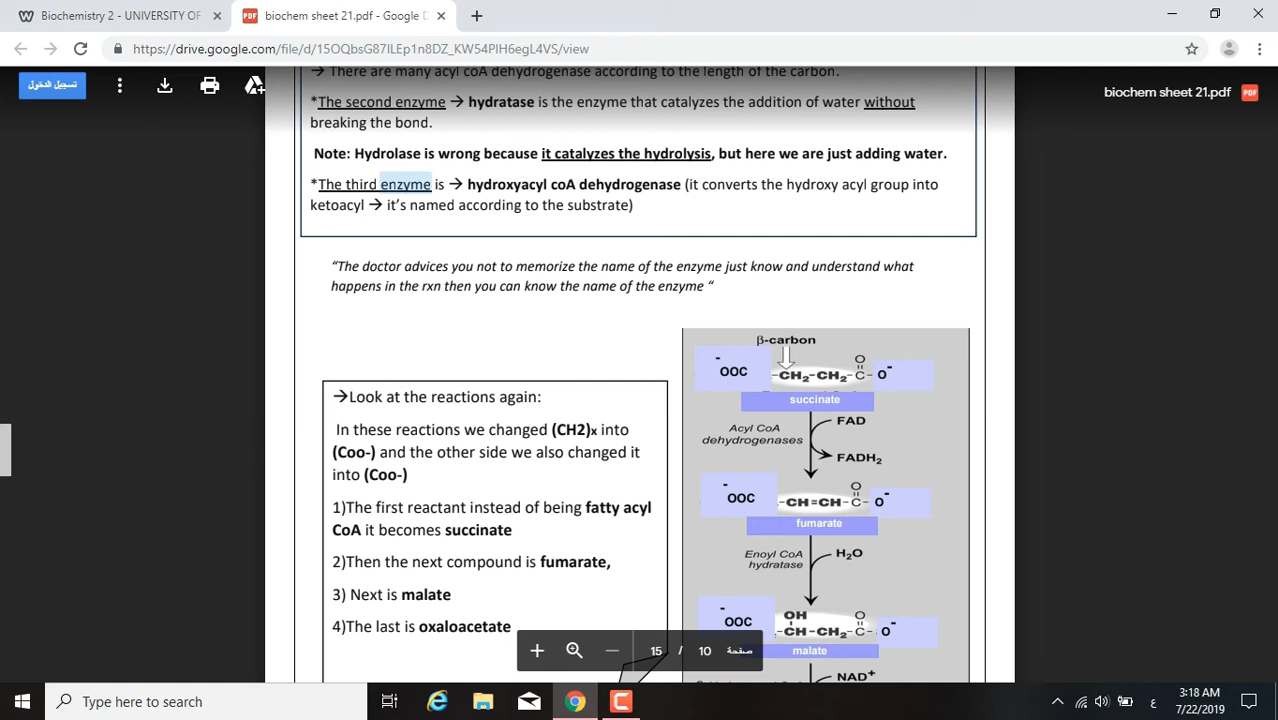 Biochemistry 2 - UNIVERSITY OF
biochem sheet 21.pdf - Google D
https://drive.google.com/file/d/15OQbsG87ILEp1n8DZ_KW54PlH6egL4VS/view
تسجيل الدخول
biochem sheet 21.pdf
PDF
→ There are many acyl coA dehydrogenase according to the length of the carbon.
*The second enzyme → hydratase is the enzyme that catalyzes the addition of water without
breaking the bond.
Note: Hydrolase is wrong because it catalyzes the hydrolysis, but here we are just adding water.
*The third enzyme is → hydroxyacyl coA dehydrogenase (it converts the hydroxy acyl group into
ketoacyl → it's named according to the substrate)
"The doctor advices you not to memorize the name of the enzyme just know and understand what
happens in the rxn then you can know the name of the enzyme "
→Look at the reactions again:
In these reactions we changed (CH2)x into
(Coo-) and the other side we also changed it
into (Coo-)
1)The first reactant instead of being fatty acyl
CoA it becomes succinate
2)Then the next compound is fumarate,
3) Next is malate
4)The last is oxaloacetate
β-carbon
-OOC -CH₂-CH₂-C- O-
O
succinate
Acyl CoA
dehydrogenases
FAD
FADH₂
-OOC -CH=CH-C- O-
O
fumarate
Enoyl CoA
hydratase
H₂O
OH O
-OOC -CH-CH₂-C- O-
malate
NAD⁺
15 / 10 صفحة
Type here to search
ع
3:18 AM
7/22/2019